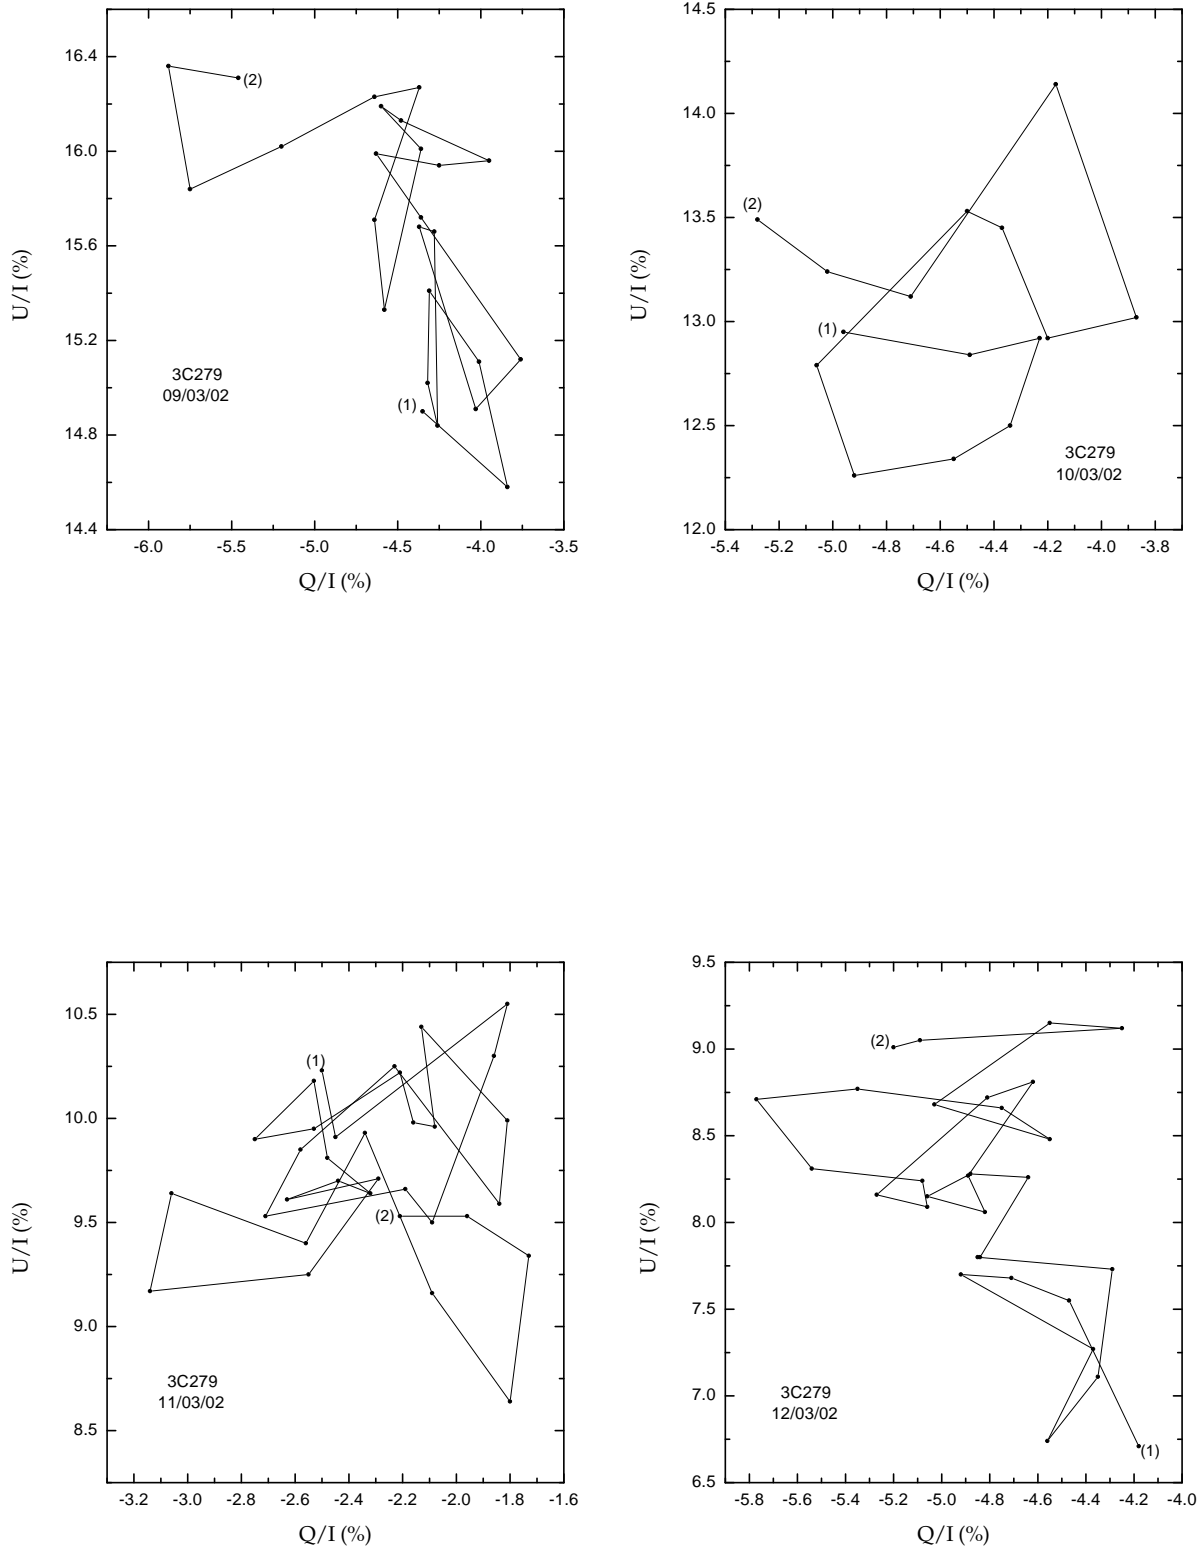 16.4
16.0
15.6
15.2
14.8
14.4
-6.0 -5.5 -5.0 -4.5 -4.0 -3.5
U/I (%)
Q/I (%)
(2)
(1)
3C279
09/03/02
14.5
14.0
13.5
13.0
12.5
12.0
-5.4 -5.2 -5.0 -4.8 -4.6 -4.4 -4.2 -4.0 -3.8
U/I (%)
Q/I (%)
(2)
(1)
3C279
10/03/02
10.5
10.0
9.5
9.0
8.5
-3.2 -3.0 -2.8 -2.6 -2.4 -2.2 -2.0 -1.8 -1.6
U/I (%)
Q/I (%)
(1)
(2)
3C279
11/03/02
9.5
9.0
8.5
8.0
7.5
7.0
6.5
-5.8 -5.6 -5.4 -5.2 -5.0 -4.8 -4.6 -4.4 -4.2 -4.0
U/I (%)
Q/I (%)
(2)
(1)
3C279
12/03/02